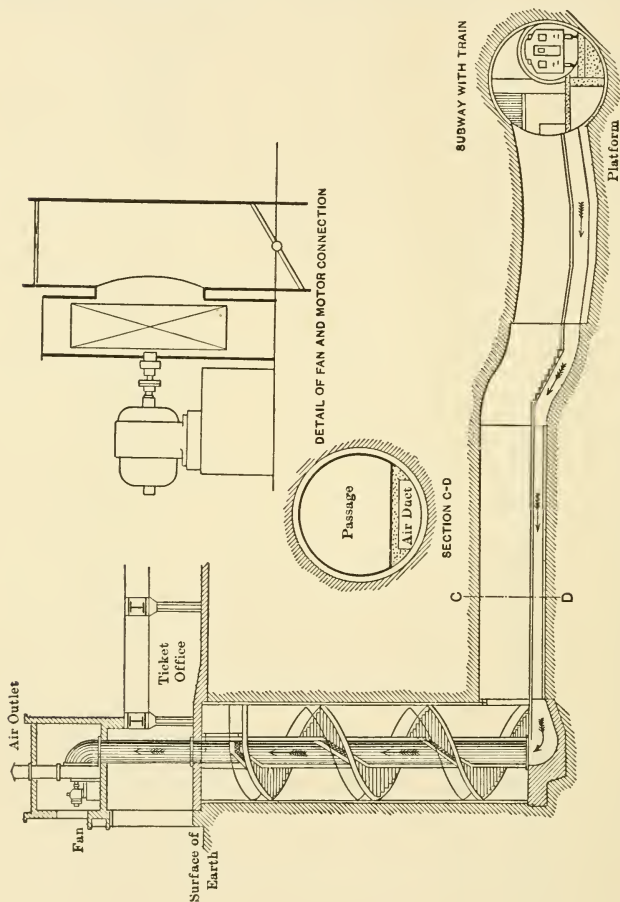 Air Outlet
Fan
Ticket
Office
Surface of
Earth
DETAIL OF FAN AND MOTOR CONNECTION
Passage
Air Duct
SECTION C-D
C
D
SUBWAY WITH TRAIN
Platform